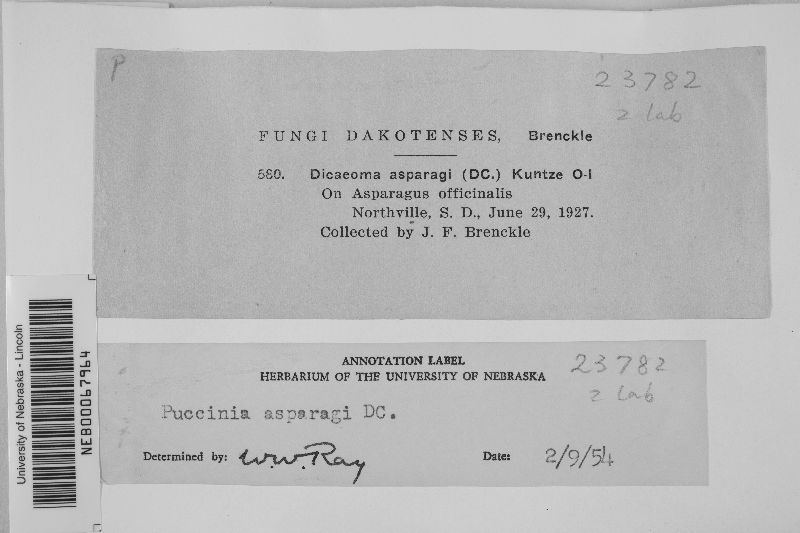 P
23782
2 lab
FUNGI DAKOTENSES, Brenckle
580. Dicaeoma asparagi (DC.) Kuntze O-I
On Asparagus officinalis
Northville, S. D., June 29, 1927.
Collected by J. F. Brenckle
University of Nebraska - Lincoln
NEB00067964
ANNOTATION LABEL
HERBARIUM OF THE UNIVERSITY OF NEBRASKA
23782
2 lab
Puccinia asparagi DC.
Determined by: W.W. Ray
Date: 2/9/54